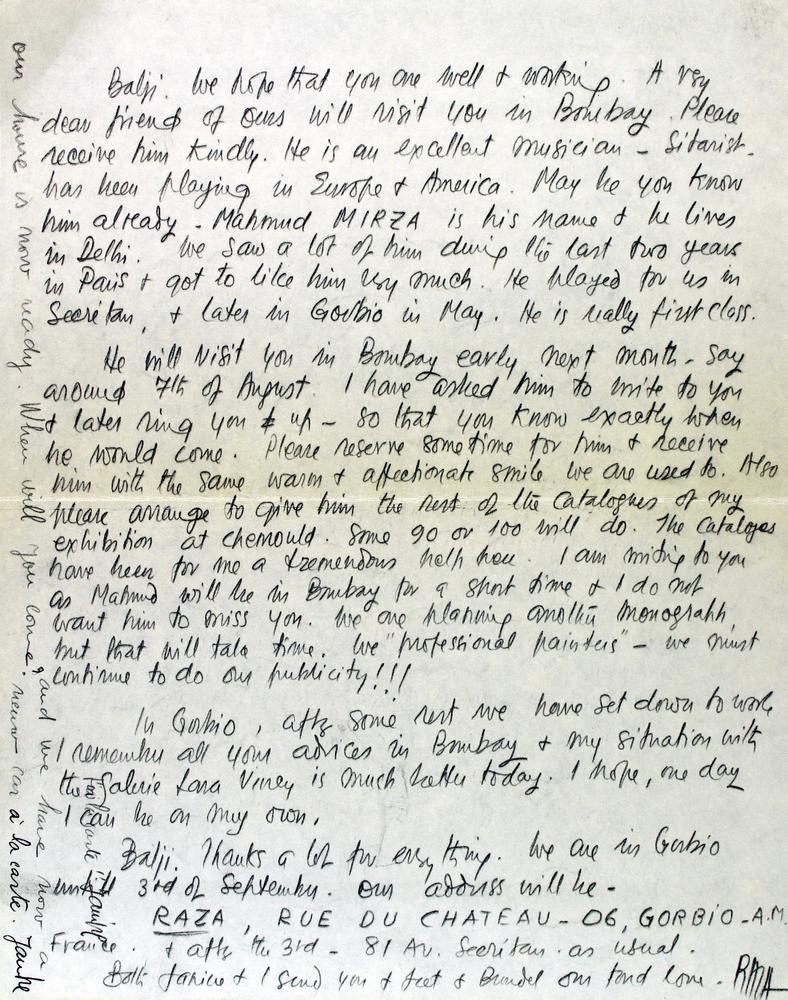 Balji. We hope that you are well & working. A very
dear friend of ours will visit you in Bombay. Please
receive him kindly. He is an excellent musician – Sitarist.
has been playing in Europe & America. May be you know
him already – Mahmud MIRZA is his name & he lives
in Delhi. We saw a lot of him during the last two years
in Paris & got to like him very much. He played for us in
Secrétan, & later in Gorbio in May. He is really first class.
He will visit you in Bombay early next month – say
around 7th of August. I have asked him to write to you
& later ring you up – so that you know exactly when
he would come. Please reserve sometime for him & receive
him with the same warm & affectionate smile we are used to. Also
please arrange to give him the rest of the catalogues of my
exhibition at chemould. Some 90 or 100 will do. The catalogues
have been for me a tremendous help here. I am writing to you
as Mahmud will be in Bombay for a short time & I do not
want him to miss you. We are planning another monograph,
but that will take time. We "professional painters" – we must
continue to do our publicity!!!
In Gorbio, after some rest we have set down to work
I remember all your advices in Bombay & my situation with
the Galerie Lara Vincy is much better today. I hope, one day
I can be on my own.
Balji. Thanks a lot for everything. We are in Gorbio
untill 3rd of September. Our address will be –
RAZA, RUE DU CHATEAU – 06, GORBIO – A.M.
France. & after the 3rd – 81 Av. Secrétan. as usual.
Both Janine & I send you & & our fond love. RAZA
our house is now ready. When will you come? and we have now a
à la carte.